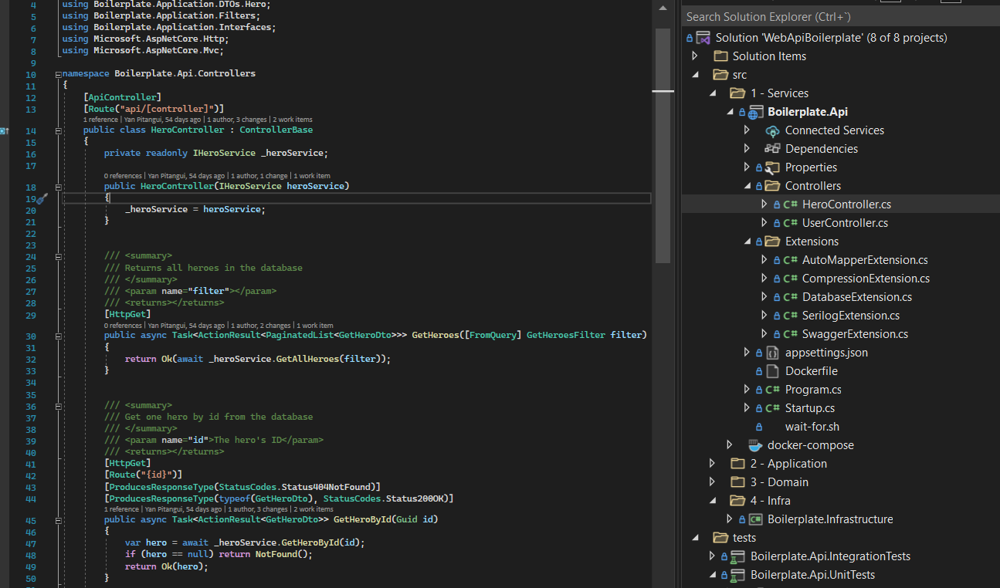 4 using Boilerplate.Application.DTOs.Hero;
5 using Boilerplate.Application.Filters;
6 using Boilerplate.Application.Interfaces;
7 using Microsoft.AspNetCore.Http;
8 using Microsoft.AspNetCore.Mvc;
9
10 namespace Boilerplate.Api.Controllers
11 {
12 [ApiController]
13 [Route("api/[controller]")]
1 reference | Yan Pitangui, 54 days ago | 1 author, 3 changes | 2 work items
14 public class HeroController : ControllerBase
15 {
16 private readonly IHeroService _heroService;
17
0 references | Yan Pitangui, 54 days ago | 1 author, 1 change | 1 work item
18 public HeroController(IHeroService heroService)
19 {
20 _heroService = heroService;
21 }
22
23
24 /// <summary>
25 /// Returns all heroes in the database
26 /// </summary>
27 /// <param name="filter"></param>
28 /// <returns></returns>
29 [HttpGet]
0 references | Yan Pitangui, 54 days ago | 1 author, 2 changes | 1 work item
30 public async Task<ActionResult<PaginatedList<GetHeroDto>>> GetHeroes([FromQuery] GetHeroesFilter filter)
31 {
32 return Ok(await _heroService.GetAllHeroes(filter));
33 }
34
35
36 /// <summary>
37 /// Get one hero by id from the database
38 /// </summary>
39 /// <param name="id">The hero's ID</param>
40 /// <returns></returns>
41 [HttpGet]
42 [Route("{id}")]
43 [ProducesResponseType(StatusCodes.Status404NotFound)]
44 [ProducesResponseType(typeof(GetHeroDto), StatusCodes.Status200OK)]
1 reference | Yan Pitangui, 54 days ago | 1 author, 3 changes | 2 work items
45 public async Task<ActionResult<GetHeroDto>> GetHeroById(Guid id)
46 {
47 var hero = await _heroService.GetHeroById(id);
48 if (hero == null) return NotFound();
49 return Ok(hero);
50 }
Search Solution Explorer (Ctrl+`)
Solution 'WebApiBoilerplate' (8 of 8 projects)
Solution Items
src
1 - Services
Boilerplate.Api
Connected Services
Dependencies
Properties
Controllers
C# HeroController.cs
C# UserController.cs
Extensions
C# AutoMapperExtension.cs
C# CompressionExtension.cs
C# DatabaseExtension.cs
C# SerilogExtension.cs
C# SwaggerExtension.cs
appsettings.json
Dockerfile
C# Program.cs
C# Startup.cs
wait-for.sh
docker-compose
2 - Application
3 - Domain
4 - Infra
C# Boilerplate.Infrastructure
tests
Boilerplate.Api.IntegrationTests
Boilerplate.Api.UnitTests